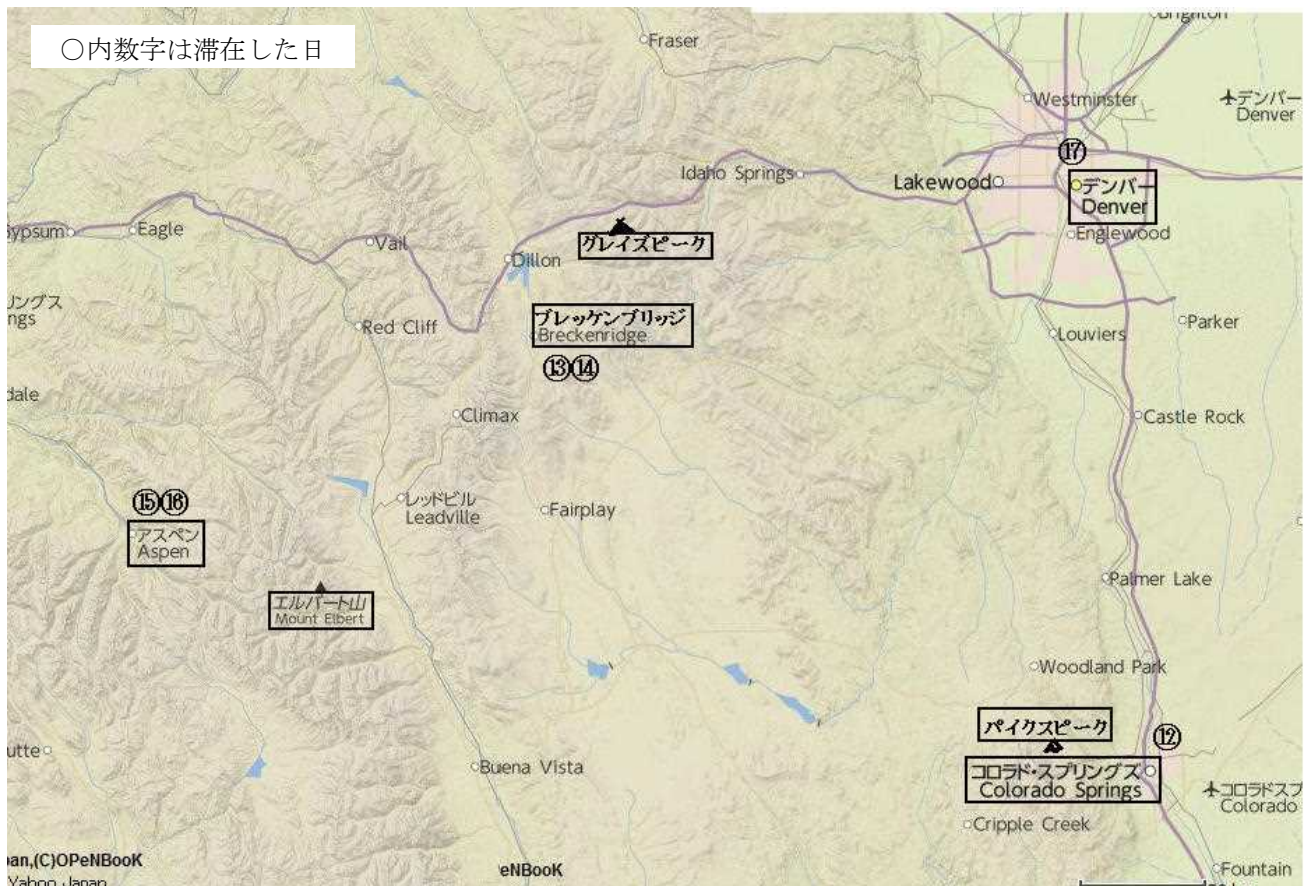 ○内数字は滞在した日
Fraser
Brighton
Westminster
デンバー
Denver
⑰
Idaho Springs
Lakewood
デンバー
Denver
Englewood
Gypsum
Eagle
Vail
グレイズピーク
Dillon
リングス
ngs
Red Cliff
ブレッケンブリッジ
Breckenridge
Louviers
Parker
⑬⑭
dale
Climax
Castle Rock
⑮⑯
レッドビル
Leadville
Fairplay
アスペン
Aspen
エルバート山
Mount Elbert
Palmer Lake
Woodland Park
パイクスピーク
⑫
utte
Buena Vista
コロラド・スプリングズ
Colorado Springs
コロラドスプ
Colorado
Cripple Creek
pan,(C)OPeNBooK
eNBooK
Fountain
Yahoo Japan